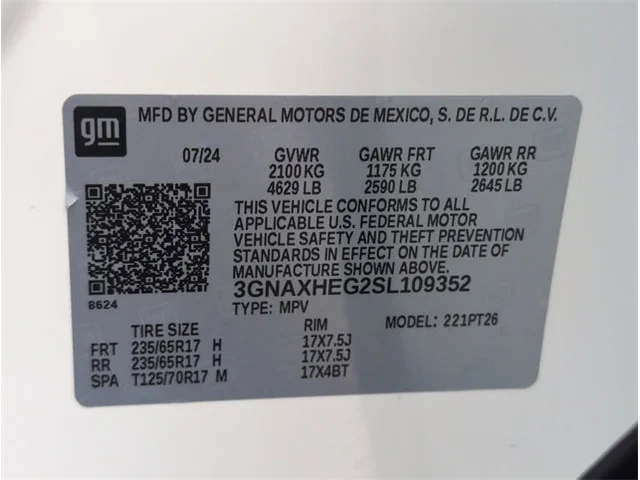 gm MFD BY GENERAL MOTORS DE MEXICO, S. DE R.L. DE C.V.
07/24 GVWR GAWR FRT GAWR RR
2100 KG 1175 KG 1200 KG
4629 LB 2590 LB 2645 LB
THIS VEHICLE CONFORMS TO ALL
APPLICABLE U.S. FEDERAL MOTOR
VEHICLE SAFETY AND THEFT PREVENTION
STANDARDS IN EFFECT ON THE DATE OF
MANUFACTURE SHOWN ABOVE.
3GNAXHEG2SL109352
8624
TYPE: MPV MODEL: 221PT26
TIRE SIZE RIM
FRT 235/65R17 H 17X7.5J
RR 235/65R17 H 17X7.5J
SPA T125/70R17 M 17X4BT